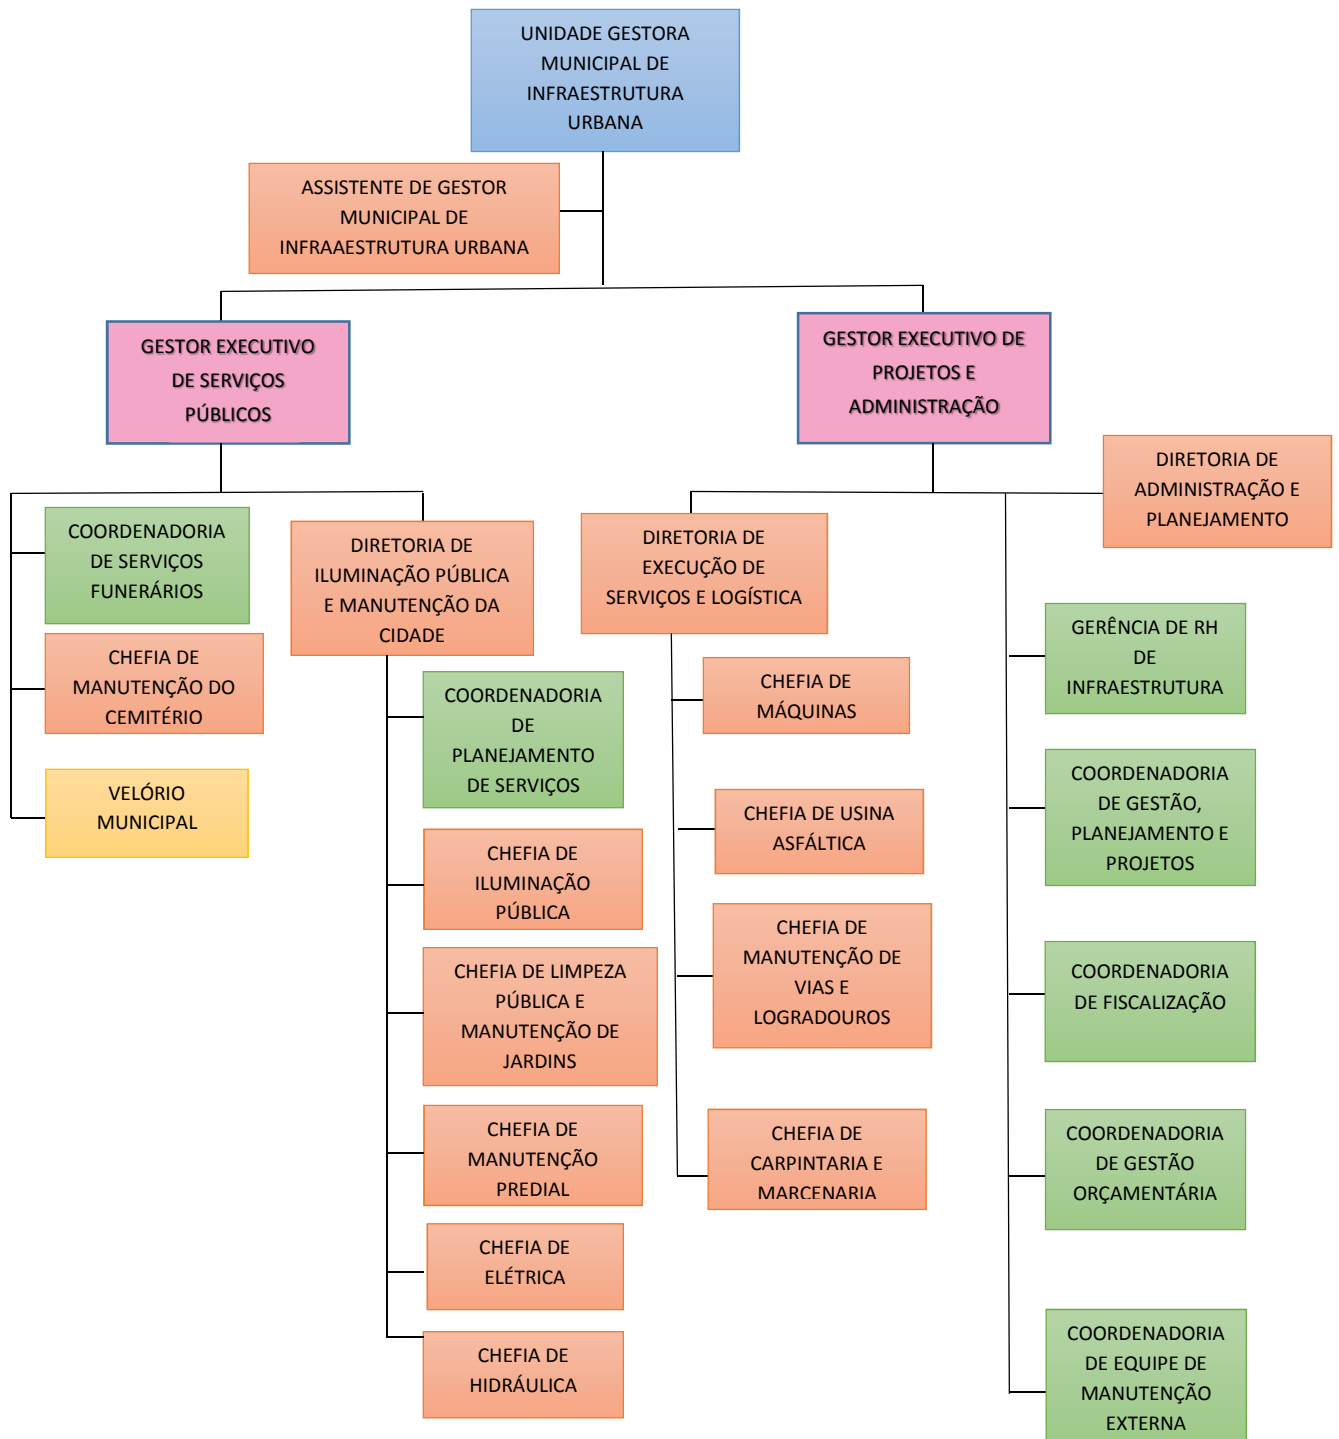 UNIDADE GESTORA
MUNICIPAL DE
INFRAESTRUTURA
URBANA
ASSISTENTE DE GESTOR
MUNICIPAL DE
INFRAAESTRUTURA URBANA
GESTOR EXECUTIVO
DE SERVIÇOS
PÚBLICOS
GESTOR EXECUTIVO DE
PROJETOS E
ADMINISTRAÇÃO
DIRETORIA DE
ADMINISTRAÇÃO E
PLANEJAMENTO
COORDENADORIA
DE SERVIÇOS
FUNERÁRIOS
CHEFIA DE
MANUTENÇÃO DO
CEMITÉRIO
VELÓRIO
MUNICIPAL
DIRETORIA DE
ILUMINAÇÃO PÚBLICA
E MANUTENÇÃO DA
CIDADE
COORDENADORIA
DE
PLANEJAMENTO
DE SERVIÇOS
CHEFIA DE
ILUMINAÇÃO
PÚBLICA
CHEFIA DE LIMPEZA
PÚBLICA E
MANUTENÇÃO DE
JARDINS
CHEFIA DE
MANUTENÇÃO
PREDIAL
CHEFIA DE
ELÉTRICA
CHEFIA DE
HIDRÁULICA
DIRETORIA DE
EXECUÇÃO DE
SERVIÇOS E LOGÍSTICA
CHEFIA DE
MÁQUINAS
CHEFIA DE USINA
ASFÁLTICA
CHEFIA DE
MANUTENÇÃO DE
VIAS E
LOGRADOUROS
CHEFIA DE
CARPINTARIA E
MARCENARIA
GERÊNCIA DE RH
DE
INFRAESTRUTURA
COORDENADORIA
DE GESTÃO,
PLANEJAMENTO E
PROJETOS
COORDENADORIA
DE FISCALIZAÇÃO
COORDENADORIA
DE GESTÃO
ORÇAMENTÁRIA
COORDENADORIA
DE EQUIPE DE
MANUTENÇÃO
EXTERNA